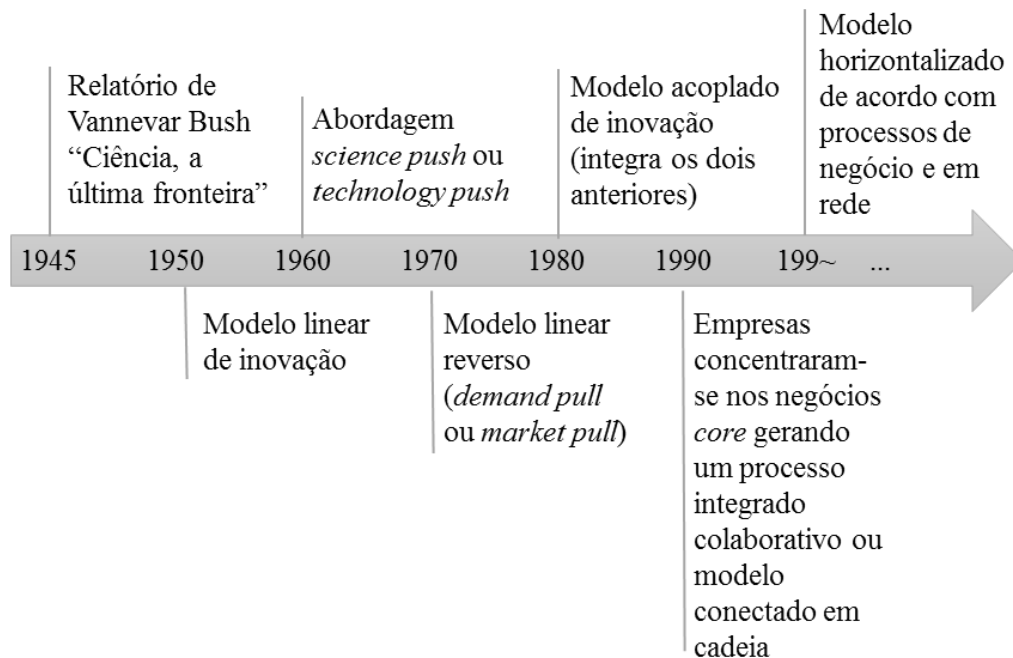 Relatório de
Vannevar Bush
“Ciência, a
última fronteira”
Abordagem
science push ou
technology push
Modelo acoplado
de inovação
(integra os dois
anteriores)
Modelo
horizontalizado
de acordo com
processos de
negócio e em
rede
1945 1950 1960 1970 1980 1990 199~ ...
Modelo linear
de inovação
Modelo linear
reverso
(demand pull
ou market pull)
Empresas
concentraram-
se nos negócios
core gerando
um processo
integrado
colaborativo ou
modelo
conectado em
cadeia